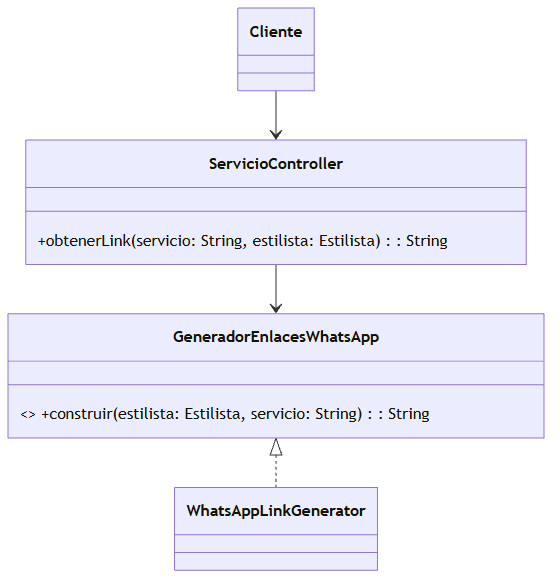 Cliente
ServicioController
+obtenerLink(servicio: String, estilista: Estilista) : : String
GeneradorEnlacesWhatsApp
<> +construir(estilista: Estilista, servicio: String) : : String
WhatsAppLinkGenerator